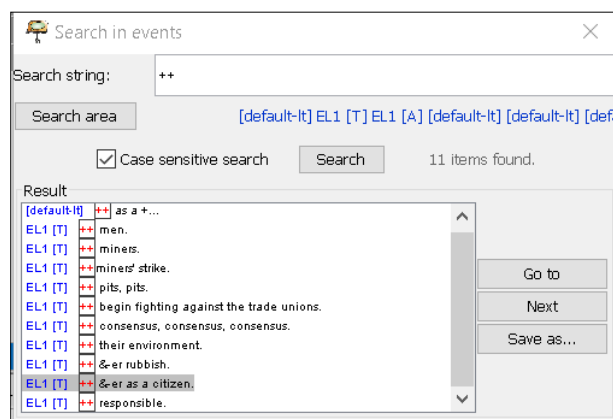 Search in events
Search string: ++
Search area [default-lt] EL1 [T] EL1 [A] [default-lt] [default-lt] [def
Case sensitive search Search 11 items found.
Result
[default-lt] ++ as a +...
EL1 [T] ++ men.
EL1 [T] ++ miners.
EL1 [T] ++miners' strike.
EL1 [T] ++ pits, pits.
EL1 [T] ++ begin fighting against the trade unions.
EL1 [T] ++ consensus, consensus, consensus.
EL1 [T] ++ their environment.
EL1 [T] ++ &-er rubbish.
EL1 [T] ++ &-er as a citizen.
EL1 [T] ++ responsible.
Go to
Next
Save as...